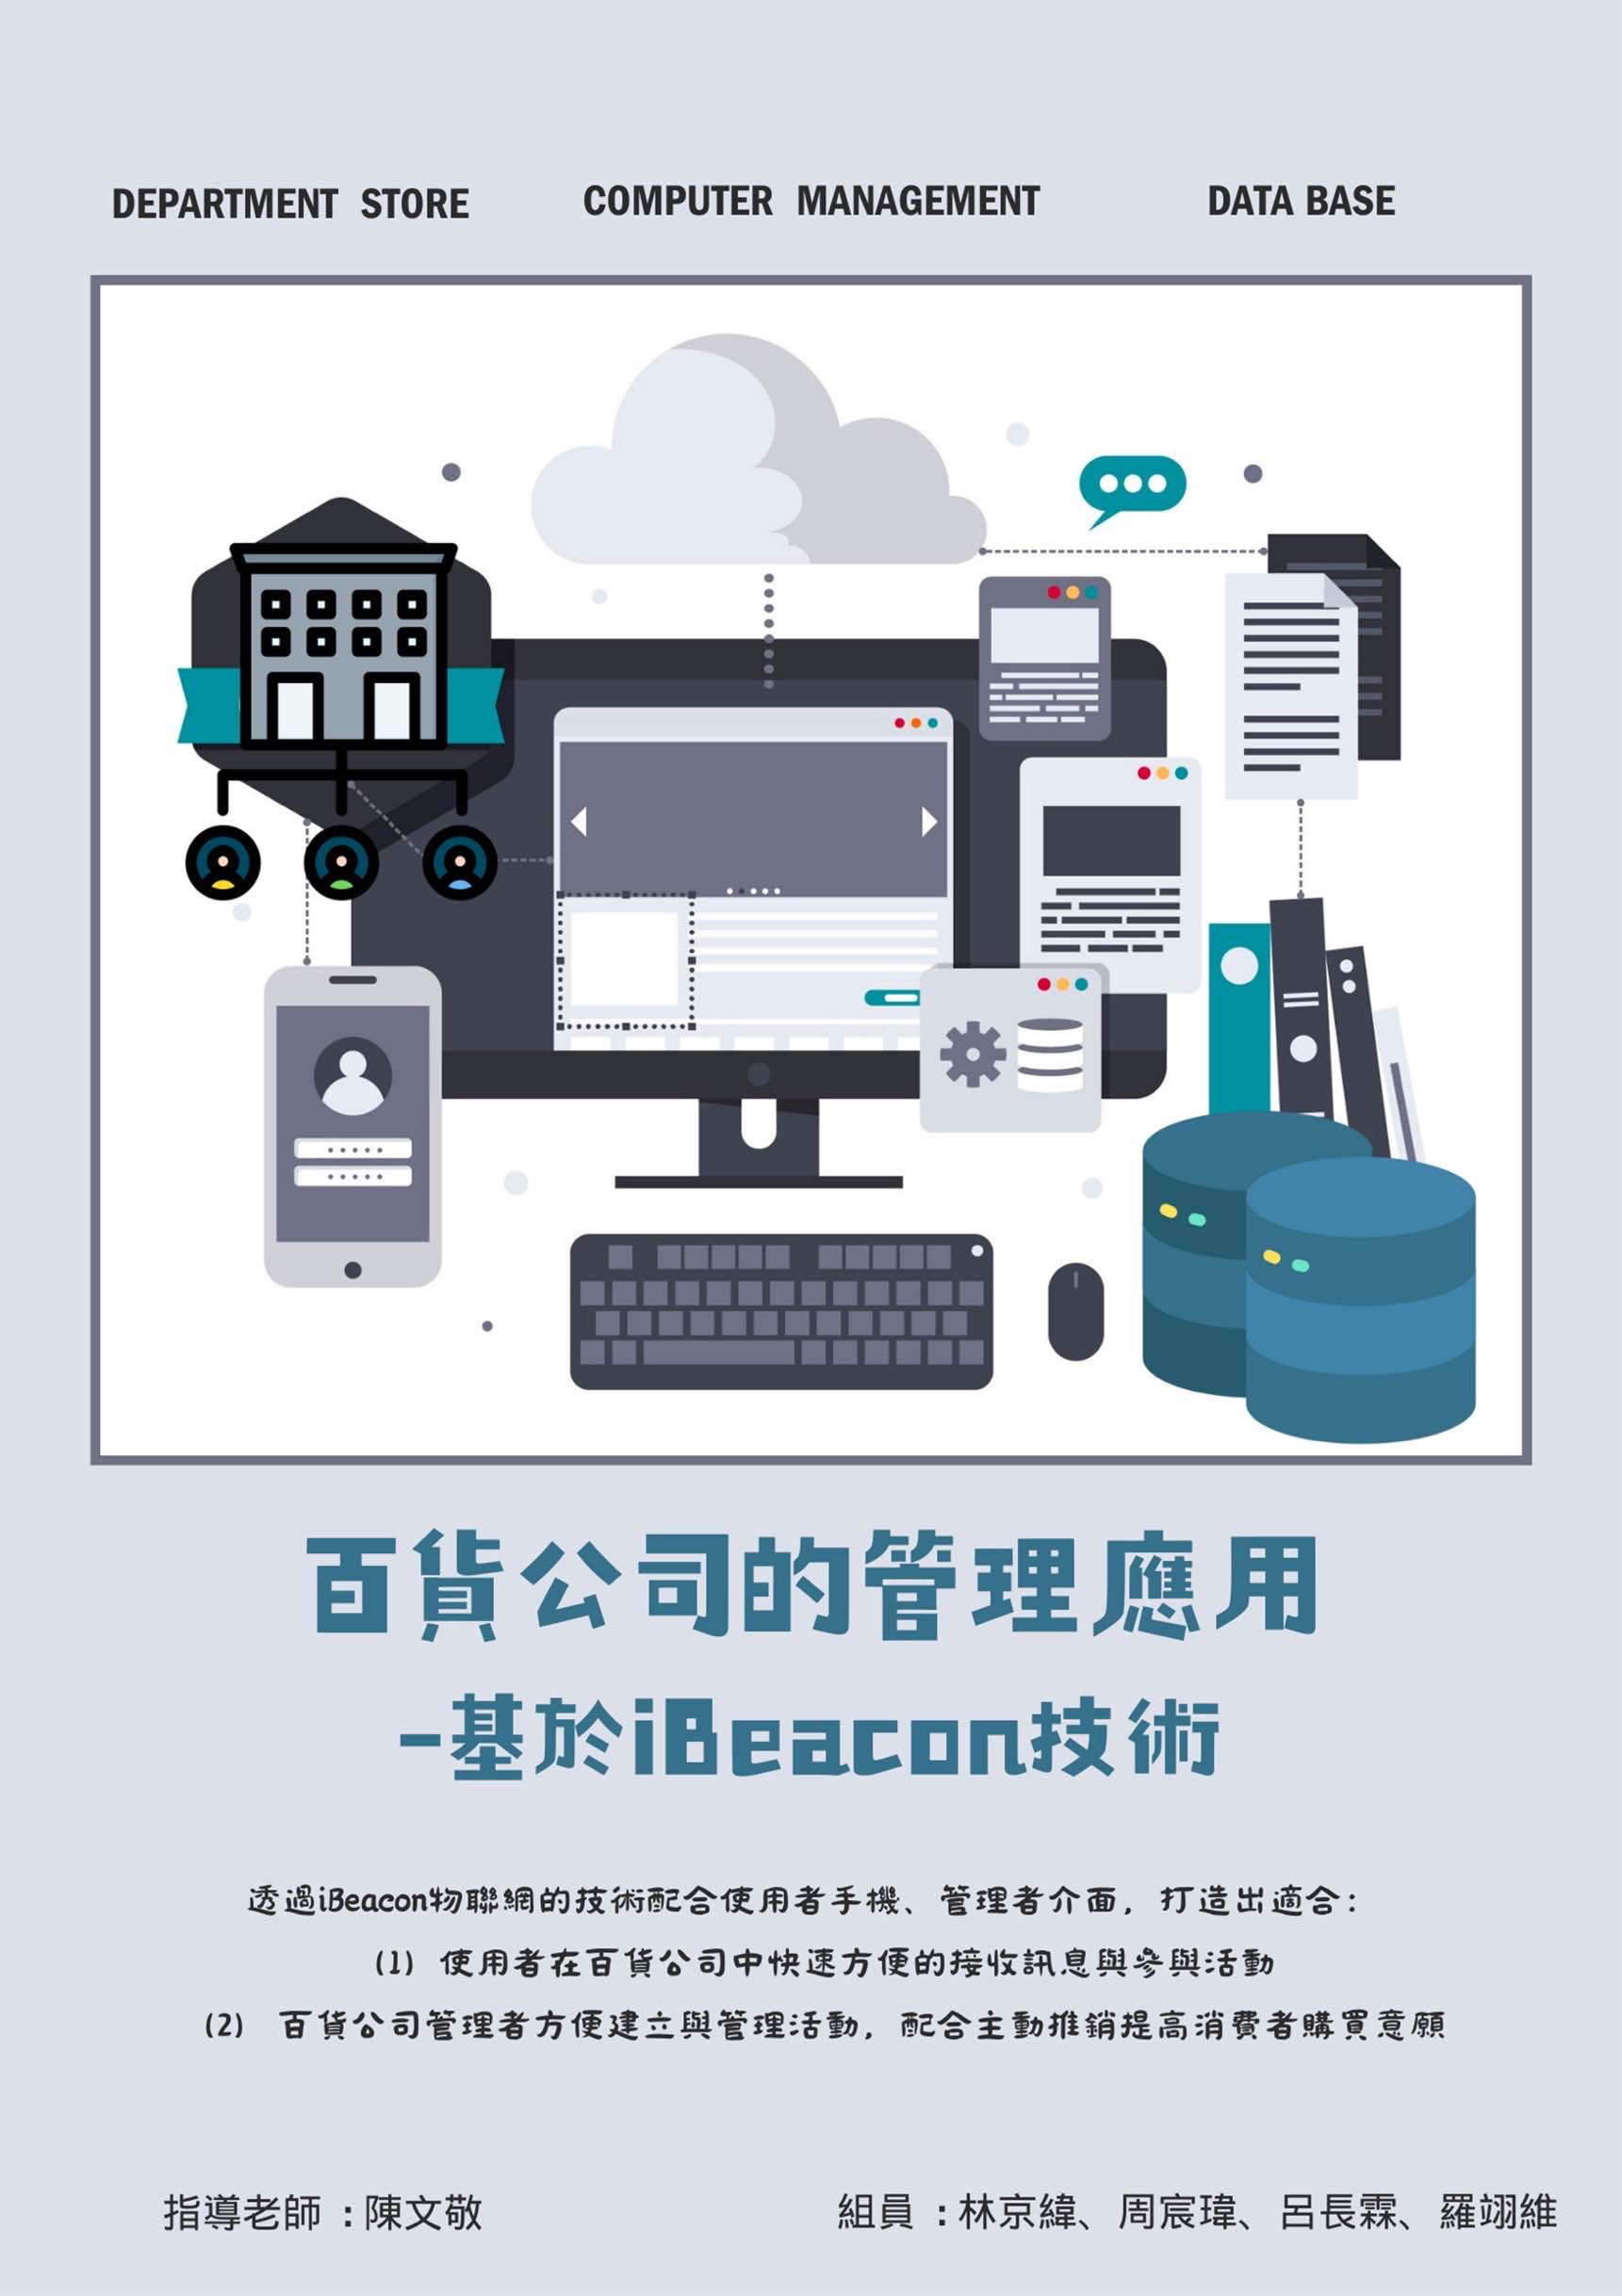 DEPARTMENT STORE COMPUTER MANAGEMENT DATA BASE
百貨公司的管理應用
-基於iBeacon技術
透過iBeacon物聯網的技術配合使用者手機、管理者介面，打造出適合：
(1) 使用者在百貨公司中快速方便的接收訊息與參與活動
(2) 百貨公司管理者方便建立與管理活動，配合主動推銷提高消費者購買意願
指導老師：陳文敬 組員：林京緯、周宸瑋、呂長霖、羅翊維